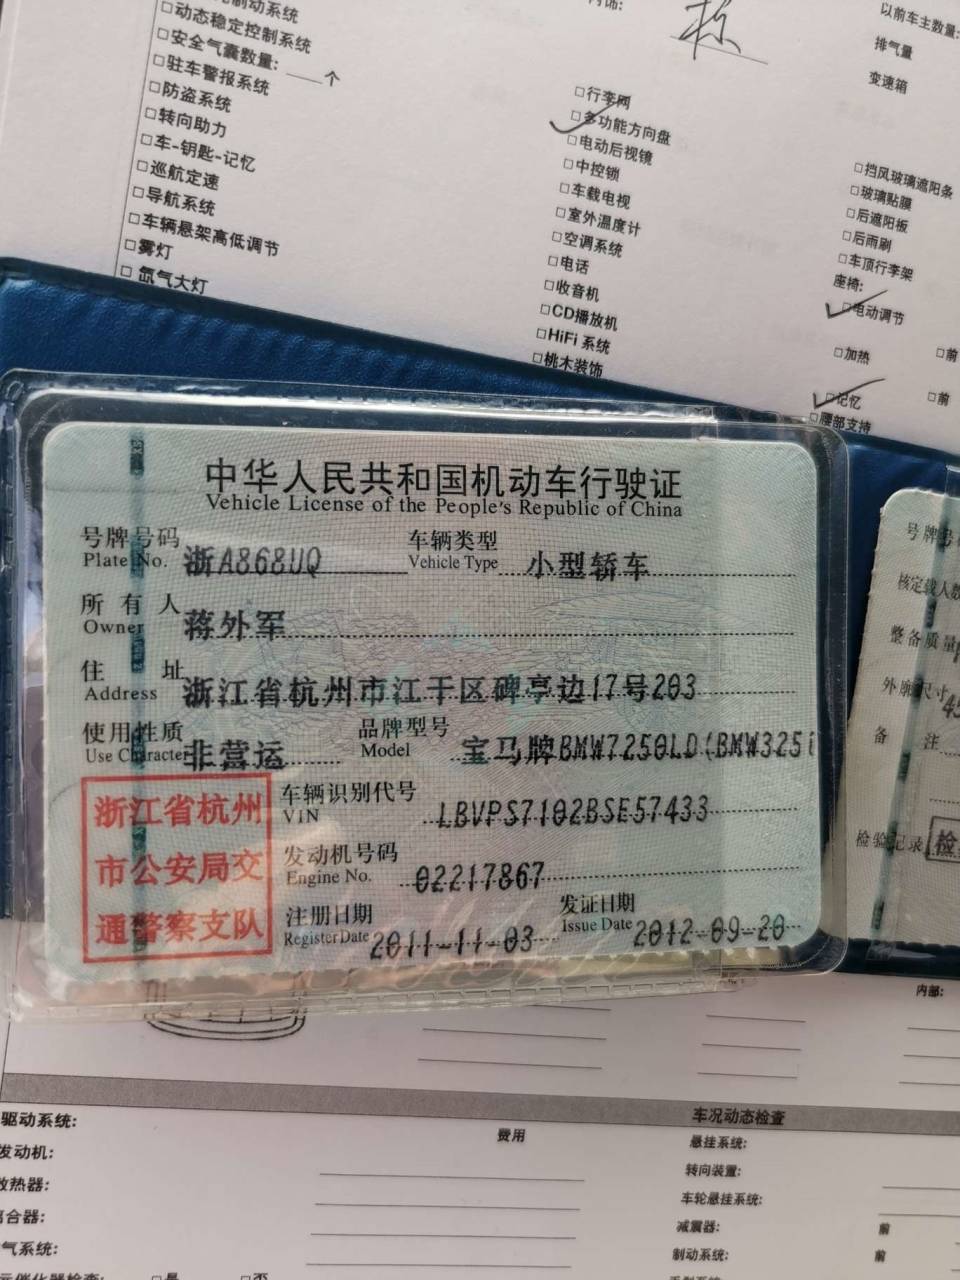 制动系统
□动态稳定控制系统
□安全气囊数量: ___个
□驻车警报系统
□防盗系统
□转向助力
□车-钥匙-记忆
□巡航定速
□导航系统
□车辆悬架高低调节
□雾灯
□氙气大灯
□行李网
□多功能方向盘
□电动后视镜
□中控锁
□车载电视
□室外温度计
□空调系统
□电话
□收音机
□CD播放机
□HiFi 系统
□桃木装饰
以前车主数量:
排气量
变速箱
□挡风玻璃遮阳条
□玻璃贴膜
□后遮阳板
□后雨刷
□车顶行李架
座椅:
□电动调节
□加热 □前
□记忆 □前
□腰部支持
中华人民共和国机动车行驶证
Vehicle License of the People's Republic of China
号牌号码 浙A868UQ 车辆类型 小型轿车
Plate No. Vehicle Type
所有人 蒋外军
Owner
住址 浙江省杭州市江干区碑亭边17号203
Address
使用性质 非营运 品牌型号 宝马牌BMW7250LD(BMW325i
Use Character Model
浙江省杭州
市公安局交
通警察支队
车辆识别代号 LBVPS7102BSE57433
VIN
发动机号码 02217867
Engine No.
注册日期 2011-11-03 发证日期 2012-09-20
Register Date Issue Date
号牌号
核定载人数
整备质量
外廓尺寸 45
备注
检验记录 检
内部:
驱动系统:
费用
车况动态检查
发动机:
悬挂系统:
散热器:
转向装置:
离合器:
车轮悬挂系统:
气系统:
减震器: 前
制动系统: 前
□是 □否